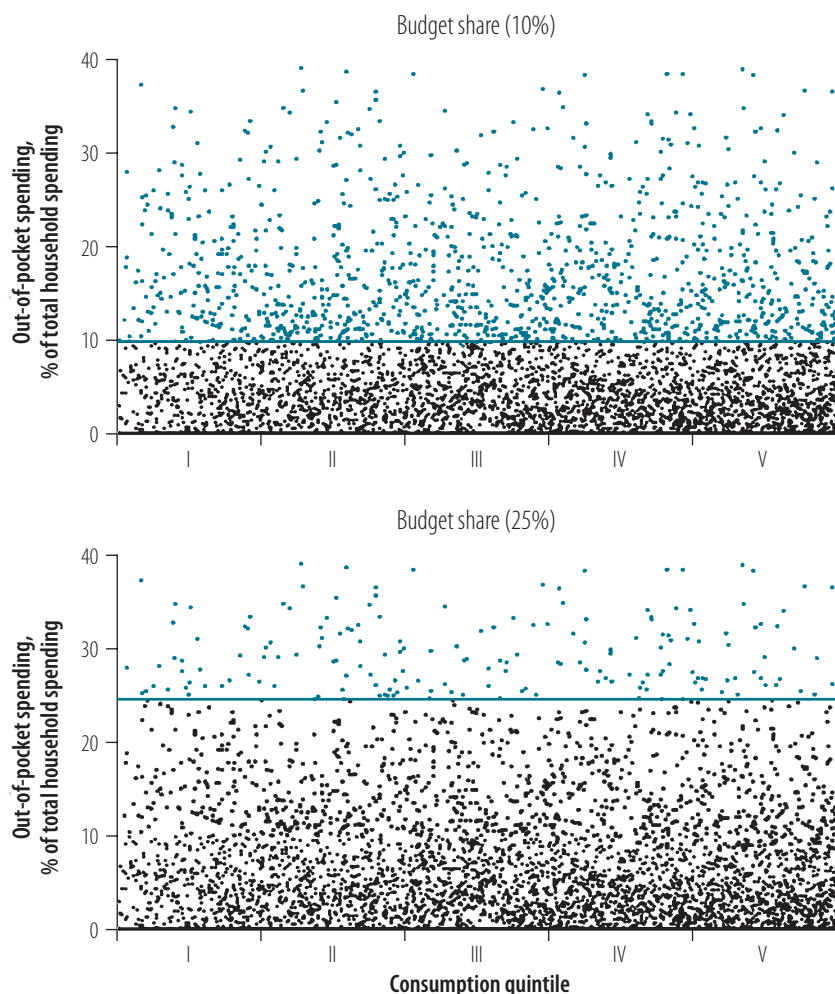 Budget share (10%)
Out-of-pocket spending,
% of total household spending
40
30
20
10
0
I II III IV V
Budget share (25%)
Out-of-pocket spending,
% of total household spending
40
30
20
10
0
I II III IV V
Consumption quintile